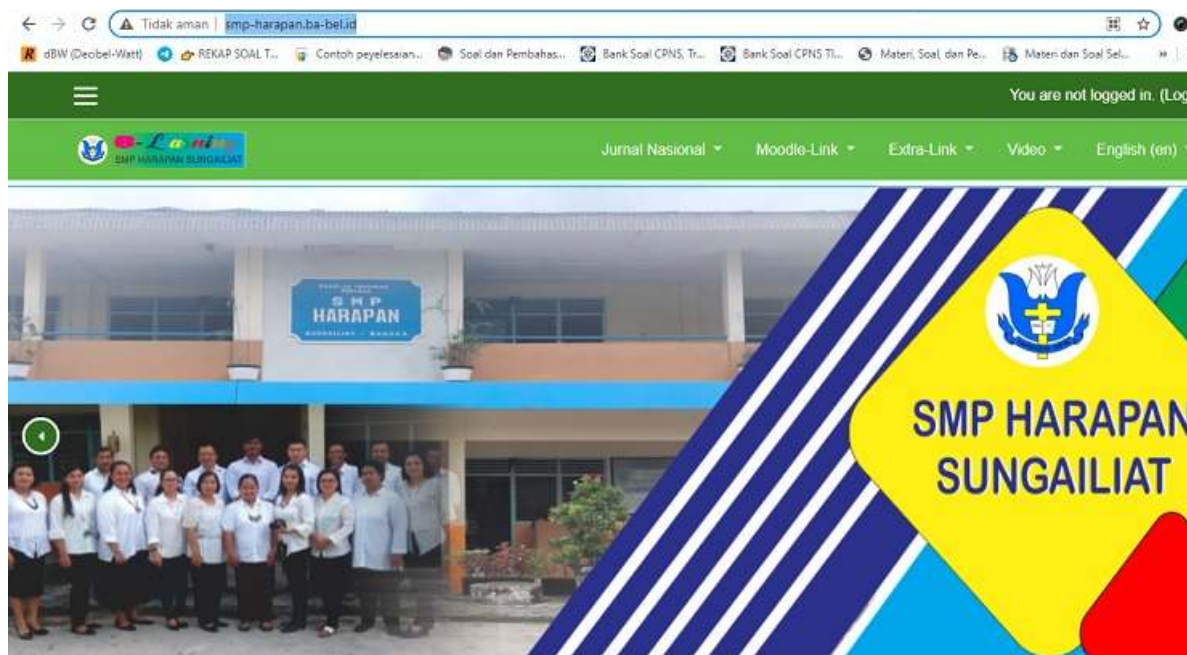 Tidak aman | smp-harapan.ba-bel.id
dBW (Decibel-Watt) REKAP SOAL T... Contoh peyelesaian... Soal dan Pembahas... Bank Soal CPNS, Tr... Bank Soal CPNS TI... Materi, Soal, dan Pe... Materi dan Soal Sel... »
You are not logged in. (Log
SMP HARAPAN SUNGAILIAT
Jurnal Nasional Moodle-Link Extra-Link Video English (en)
SMP
HARAPAN
SUNGAILIAT - BANGKA
SMP HARAPAN
SUNGAILIAT